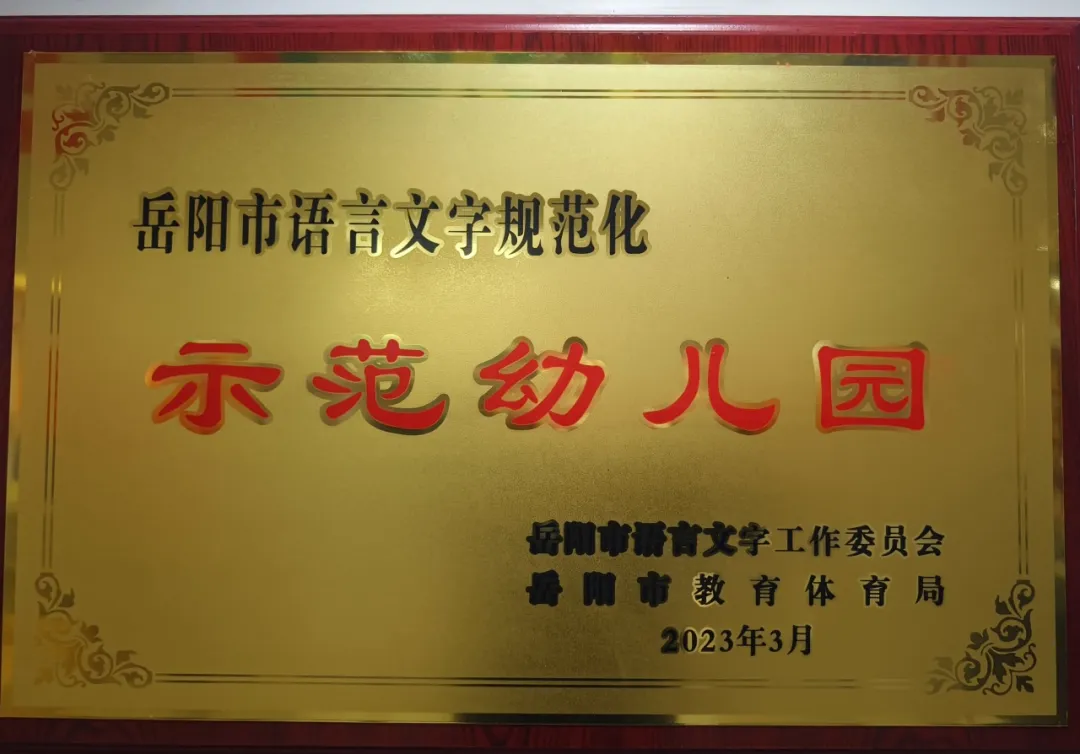 岳阳市语言文字规范化
示范幼儿园
岳阳市语言文字工作委员会
岳阳市教育体育局
2023年3月